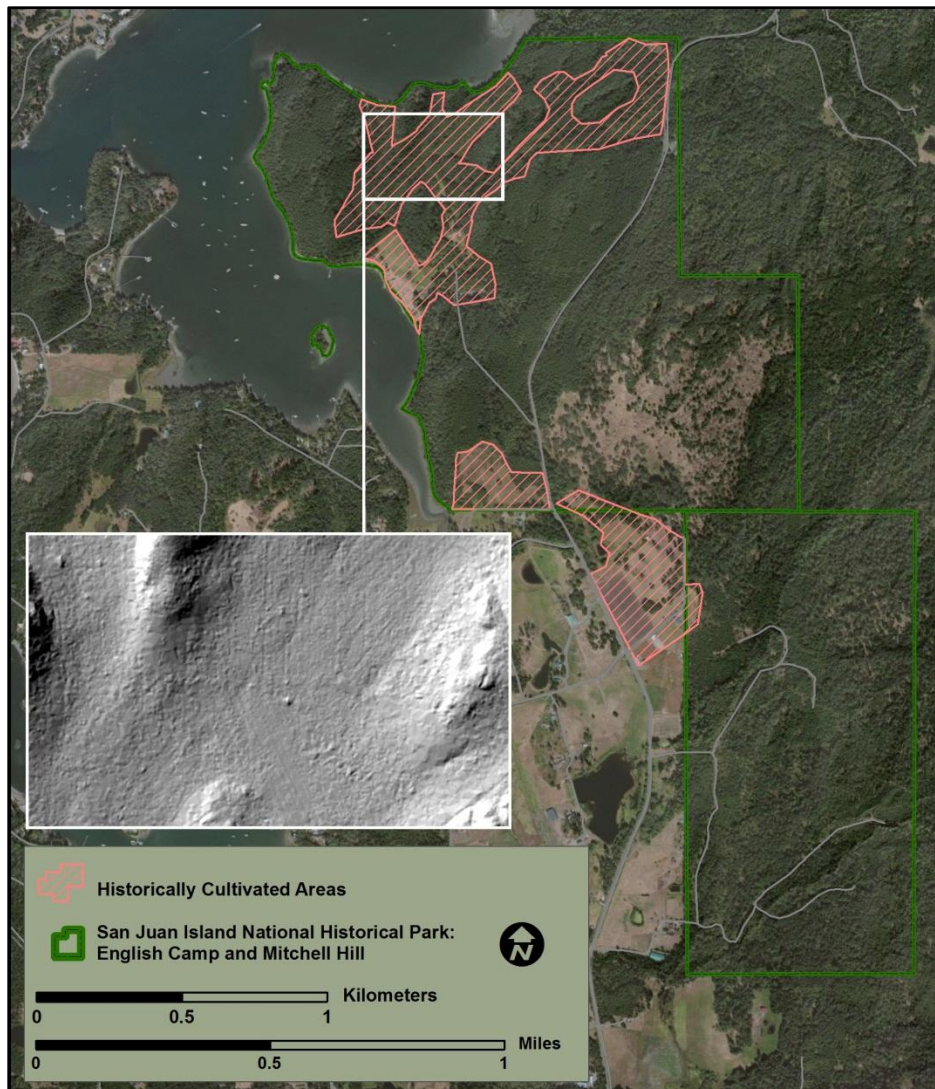 Historically Cultivated Areas
San Juan Island National Historical Park:
English Camp and Mitchell Hill
N
Kilometers
0 0.5 1
Miles
0 0.5 1